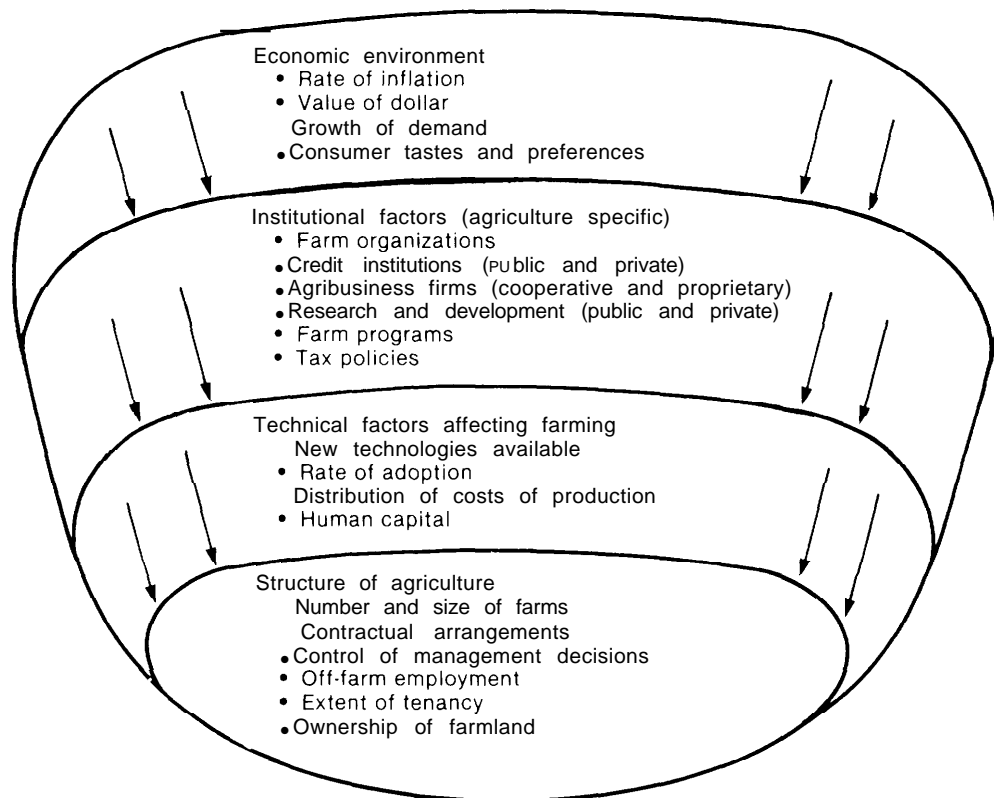 Economic environment
• Rate of inflation
• Value of dollar
Growth of demand
• Consumer tastes and preferences
Institutional factors (agriculture specific)
• Farm organizations
• Credit institutions (PUblic and private)
• Agribusiness firms (cooperative and proprietary)
• Research and development (public and private)
• Farm programs
• Tax policies
Technical factors affecting farming
New technologies available
• Rate of adoption
Distribution of costs of production
• Human capital
Structure of agriculture
Number and size of farms
Contractual arrangements
• Control of management decisions
• Off-farm employment
• Extent of tenancy
• Ownership of farmland